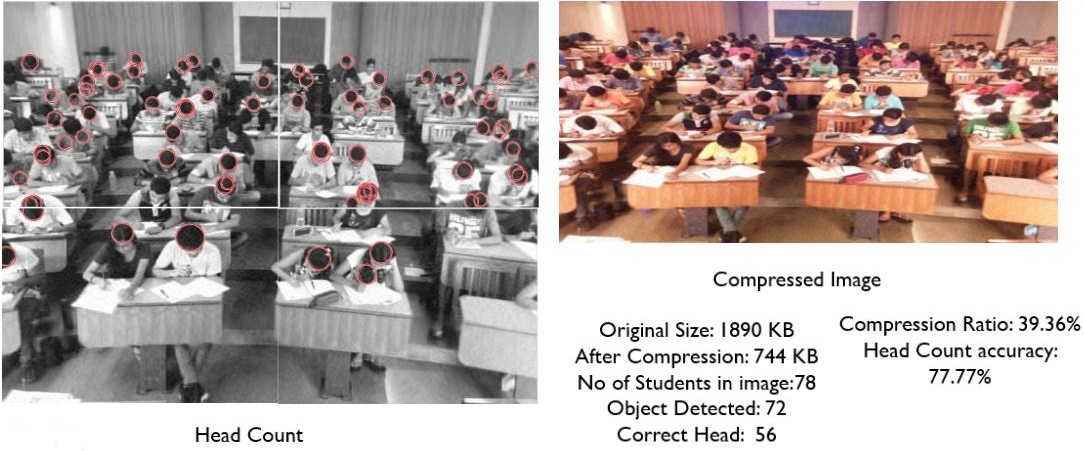 Head Count
Compressed Image
Original Size: 1890 KB
After Compression: 744 KB
No of Students in image:78
Object Detected: 72
Correct Head:  56
Compression Ratio: 39.36%
Head Count accuracy:
77.77%